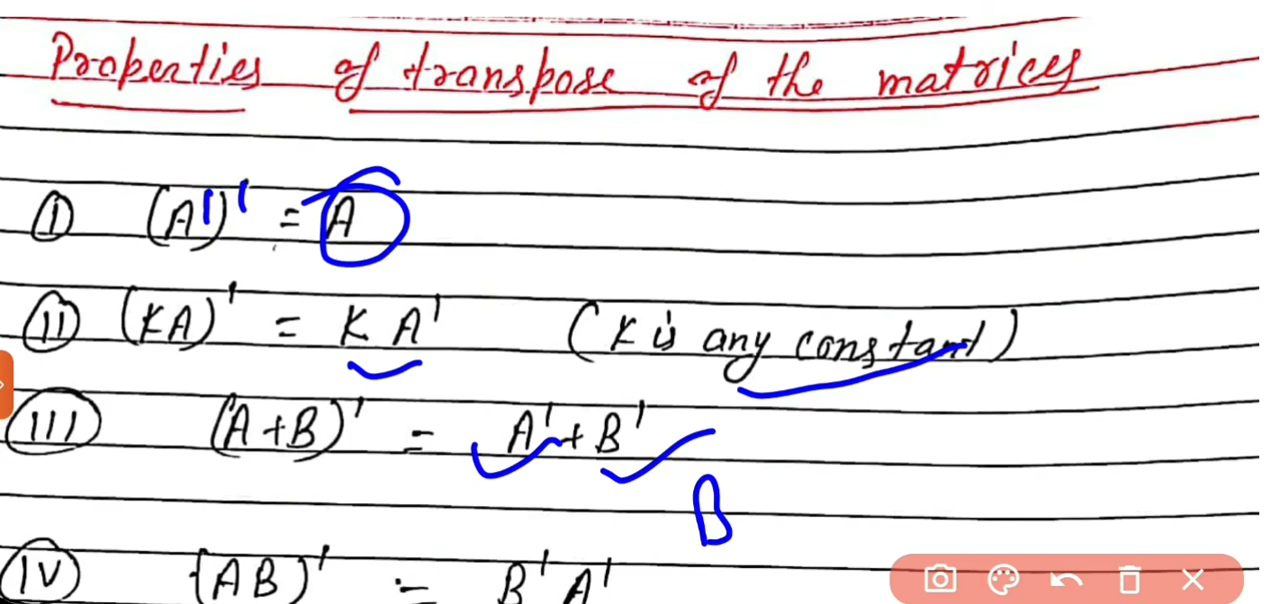 Properties of transpose of the matrices
(I) (A')' = A
(II) (KA)' = K A' (K is any constant)
(III) (A+B)' = A'+B'
B
(IV) (AB)' = B'A'